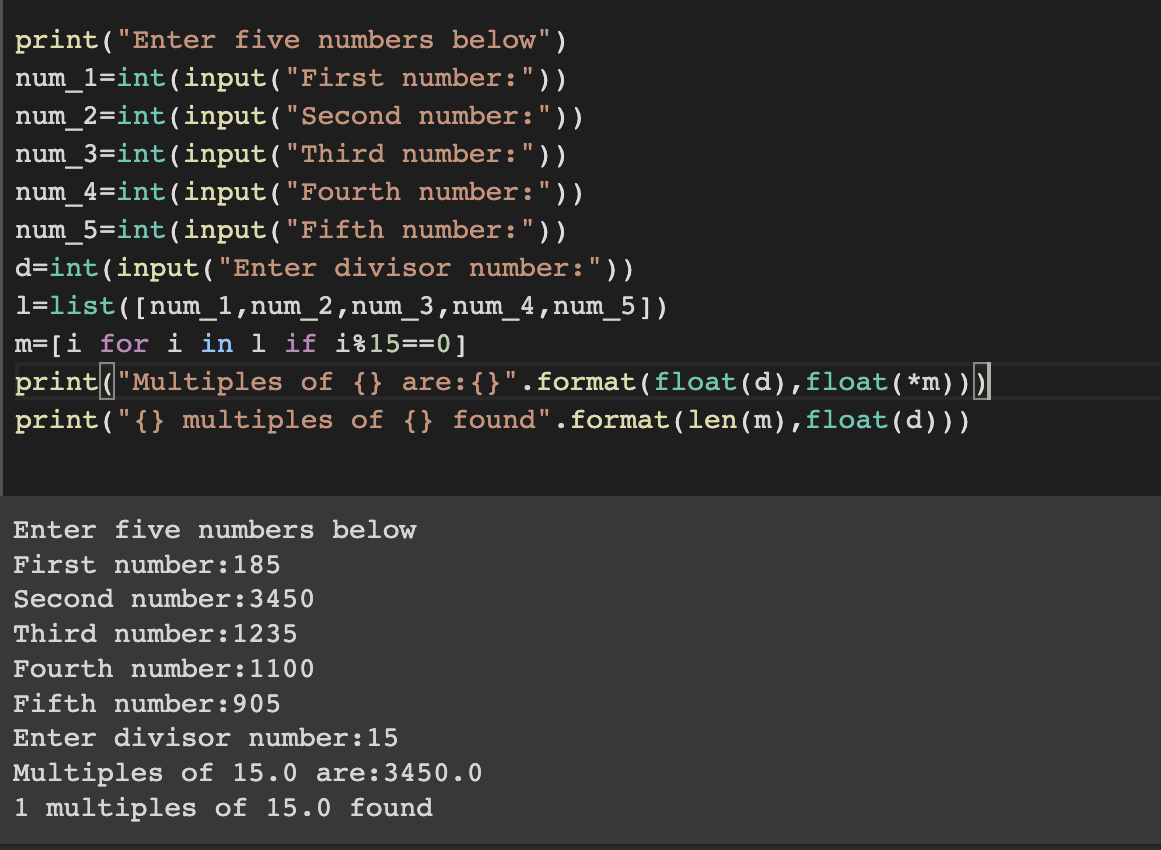 print("Enter five numbers below")
num_1=int(input("First number:"))
num_2=int(input("Second number:"))
num_3=int(input("Third number:"))
num_4=int(input("Fourth number:"))
num_5=int(input("Fifth number:"))
d=int(input("Enter divisor number:"))
l=list([num_1,num_2,num_3,num_4,num_5])
m=[i for i in l if i%15==0]
print("Multiples of {} are:{}".format(float(d),float(*m)))
print("{} multiples of {} found".format(len(m),float(d)))
Enter five numbers below
First number:185
Second number:3450
Third number:1235
Fourth number:1100
Fifth number:905
Enter divisor number:15
Multiples of 15.0 are:3450.0
1 multiples of 15.0 found